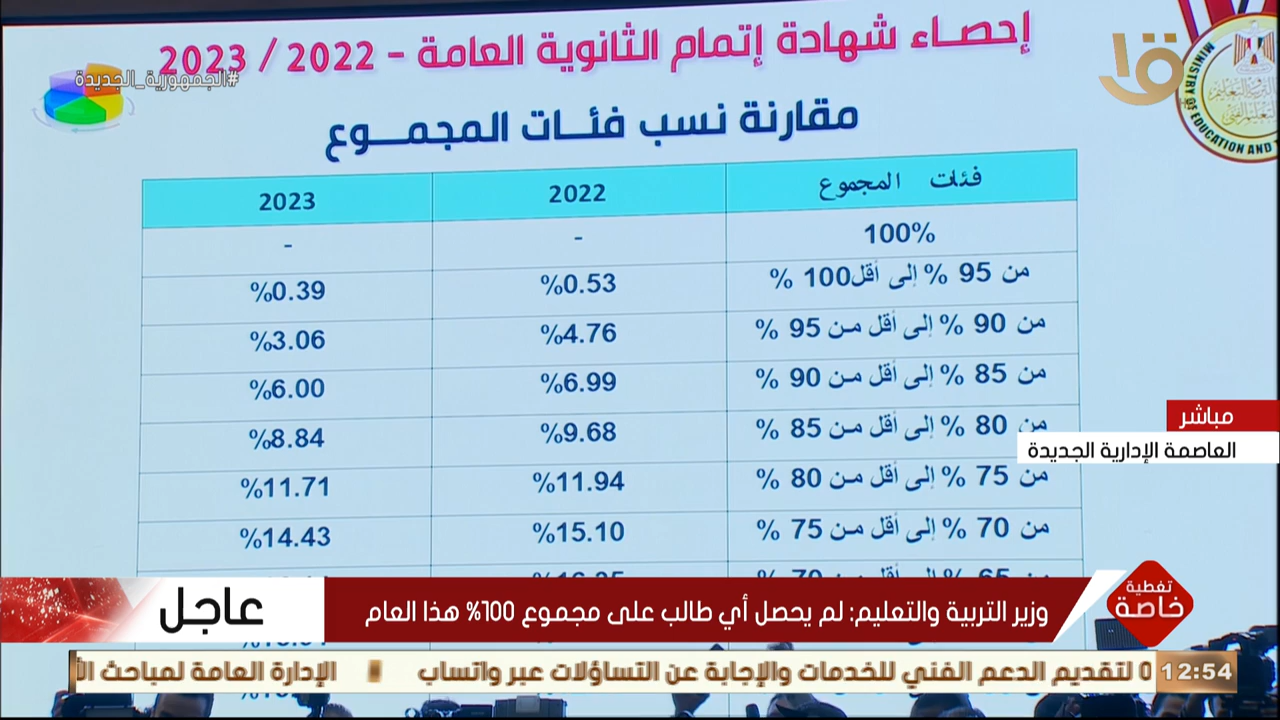 إحصاء شهادة إتمام الثانوية العامة - 2022 / 2023
#الجمهورية_الجديدة
MINISTRY OF EDUCATION AND
مقارنة نسب فئات المجموع
فئات المجموع 2022 2023
100% - -
من 95 % إلى أقل100 % %0.53 %0.39
من 90 % إلى أقل من 95 % %4.76 %3.06
من 85 % إلى أقل من 90 % %6.99 %6.00
من 80 % إلى أقل من 85 % %9.68 %8.84
من 75 % إلى أقل من 80 % %11.94 %11.71
من 70 % إلى أقل من 75 % %15.10 %14.43
مباشر
العاصمة الإدارية الجديدة
تغطية خاصة
وزير التربية والتعليم: لم يحصل أي طالب على مجموع 100% هذا العام
عاجل
12:54
لتقديم الدعم الفني للخدمات والإجابة عن التساؤلات عبر واتساب
الإدارة العامة لمباحث